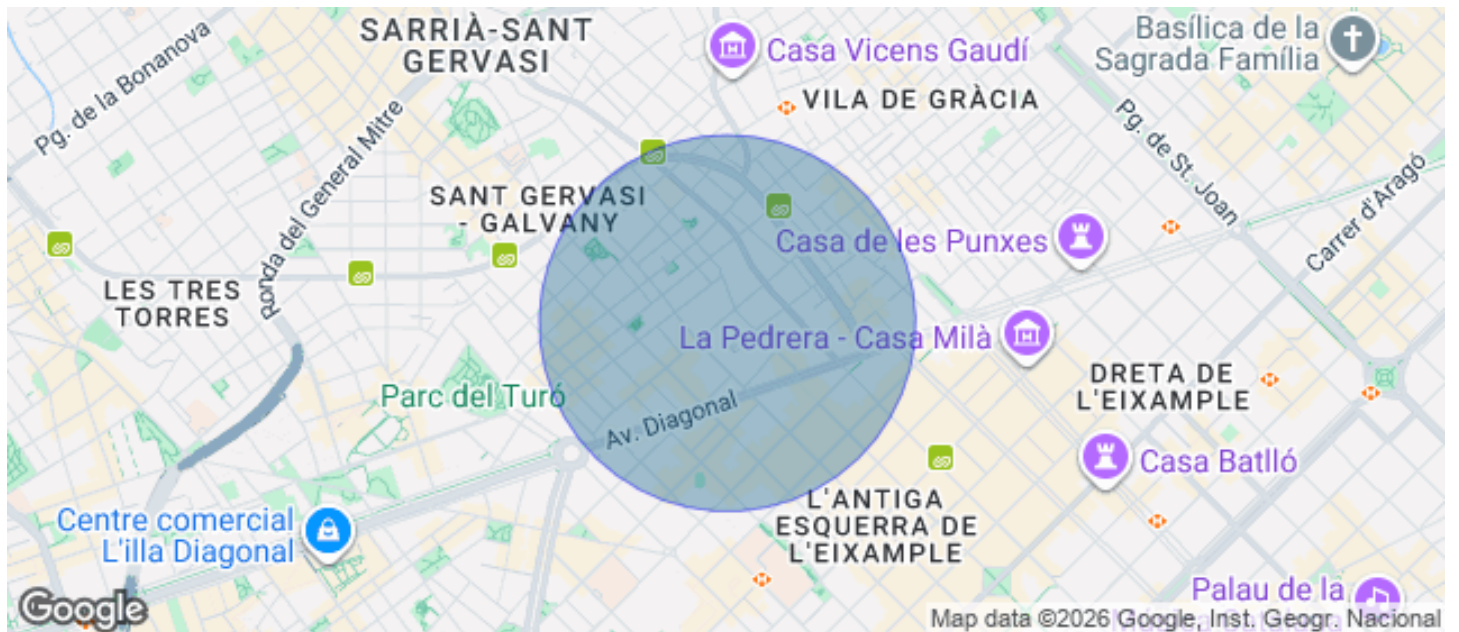 SARRIÀ-SANT
GERVASI
Casa Vicens Gaudí
Basílica de la
Sagrada Família
Pg. de la Bonanova
VILA DE GRÀCIA
Ronda del General Mitre
Pg. de St. Joan
SANT GERVASI
- GALVANY
Carrer d'Aragó
Casa de les Punxes
LES TRES
TORRES
La Pedrera - Casa Milà
DRETA DE
L'EIXAMPLE
Parc del Turó
Av. Diagonal
Casa Batlló
L'ANTIGA
ESQUERRA DE
L'EIXAMPLE
Centre comercial
L'illa Diagonal
Palau de la
Google
Map data ©2026 Google, Inst. Geogr. Nacional